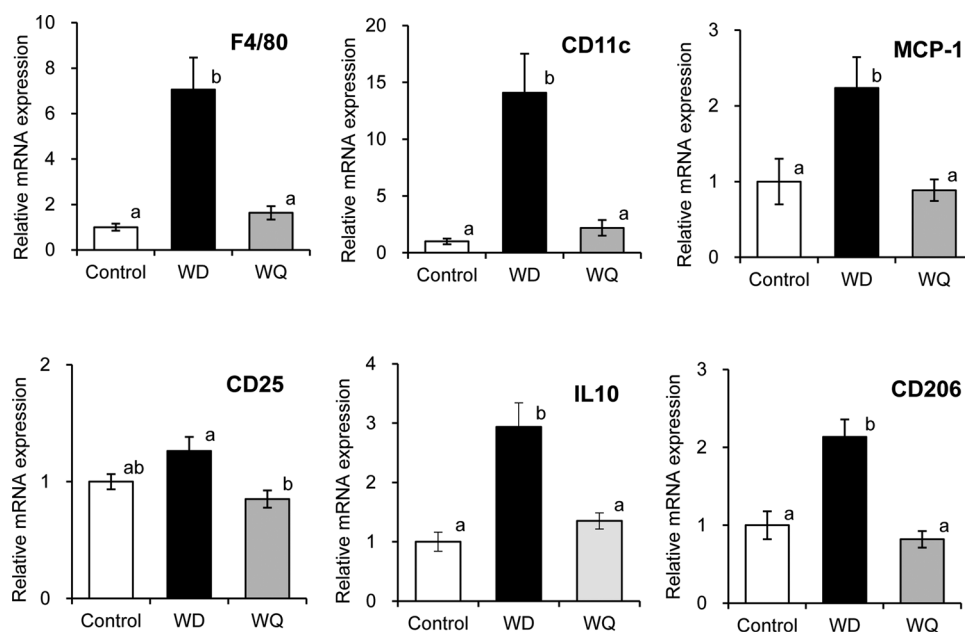 F4/80
Relative mRNA expression
10
8
6
4
2
0
a
b
a
Control WD WQ
CD11c
Relative mRNA expression
20
15
10
5
0
a
b
a
Control WD WQ
MCP-1
Relative mRNA expression
3
2
1
0
a
b
a
Control WD WQ
CD25
Relative mRNA expression
2
1
0
ab
a
b
Control WD WQ
IL10
Relative mRNA expression
4
3
2
1
0
a
b
a
Control WD WQ
CD206
Relative mRNA expression
3
2
1
0
a
b
a
Control WD WQ